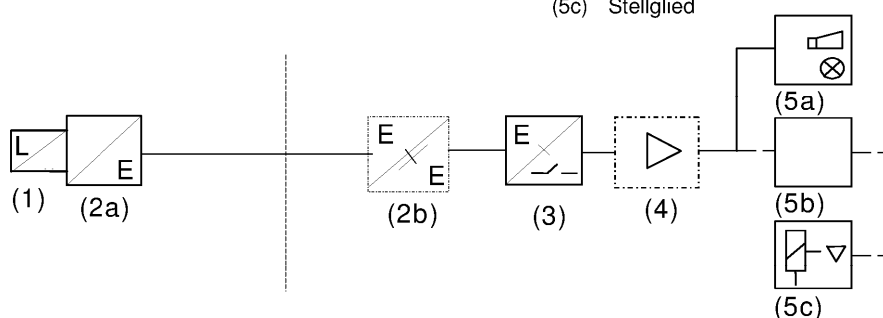 (5c) Stellglied
(5a)
L
E
E
E
E
(1)
(2a)
(2b)
(3)
(4)
(5b)
(5c)